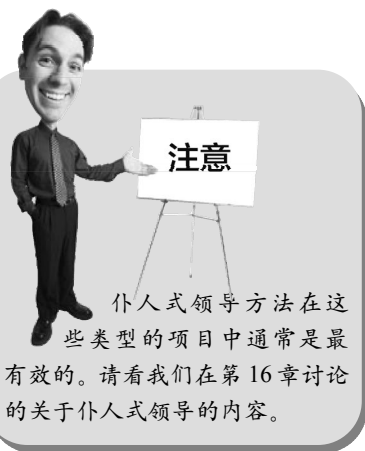 注意
仆人式领导方法在这
些类型的项目中通常是最
有效的。请看我们在第 16 章讨论
的关于仆人式领导的内容。